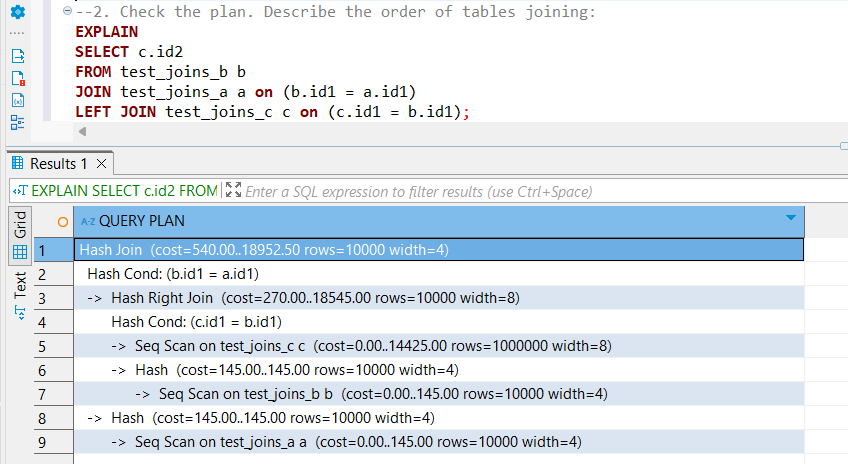 --2. Check the plan. Describe the order of tables joining:
EXPLAIN
SELECT c.id2
FROM test_joins_b b
JOIN test_joins_a a on (b.id1 = a.id1)
LEFT JOIN test_joins_c c on (c.id1 = b.id1);
Results 1
EXPLAIN SELECT c.id2 FROM Enter a SQL expression to filter results (use Ctrl+Space)
Grid
Text
A-Z QUERY PLAN
1 Hash Join (cost=540.00..18952.50 rows=10000 width=4)
2 Hash Cond: (b.id1 = a.id1)
3 -> Hash Right Join (cost=270.00..18545.00 rows=10000 width=8)
4 Hash Cond: (c.id1 = b.id1)
5 -> Seq Scan on test_joins_c c (cost=0.00..14425.00 rows=1000000 width=8)
6 -> Hash (cost=145.00..145.00 rows=10000 width=4)
7 -> Seq Scan on test_joins_b b (cost=0.00..145.00 rows=10000 width=4)
8 -> Hash (cost=145.00..145.00 rows=10000 width=4)
9 -> Seq Scan on test_joins_a a (cost=0.00..145.00 rows=10000 width=4)